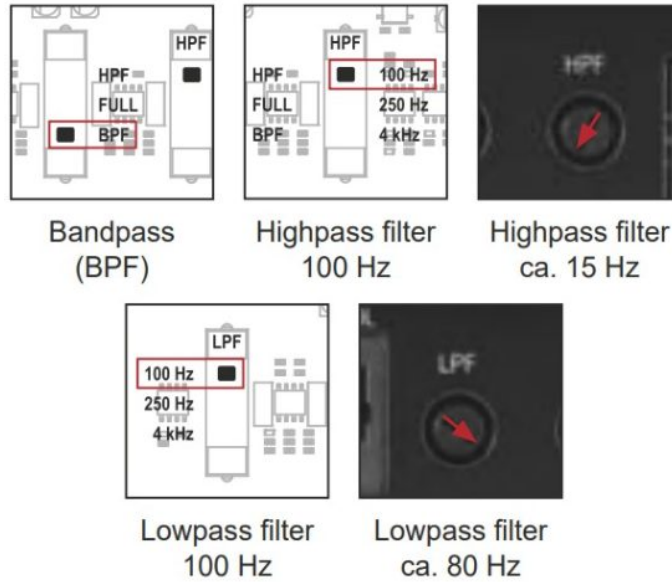 HPF
HPF
FULL
BPF
Bandpass
(BPF)
HPF
HPF
100 Hz
FULL
250 Hz
BPF
4 kHz
Highpass filter
100 Hz
HPF
Highpass filter
ca. 15 Hz
LPF
100 Hz
250 Hz
4 kHz
Lowpass filter
100 Hz
LPF
Lowpass filter
ca. 80 Hz